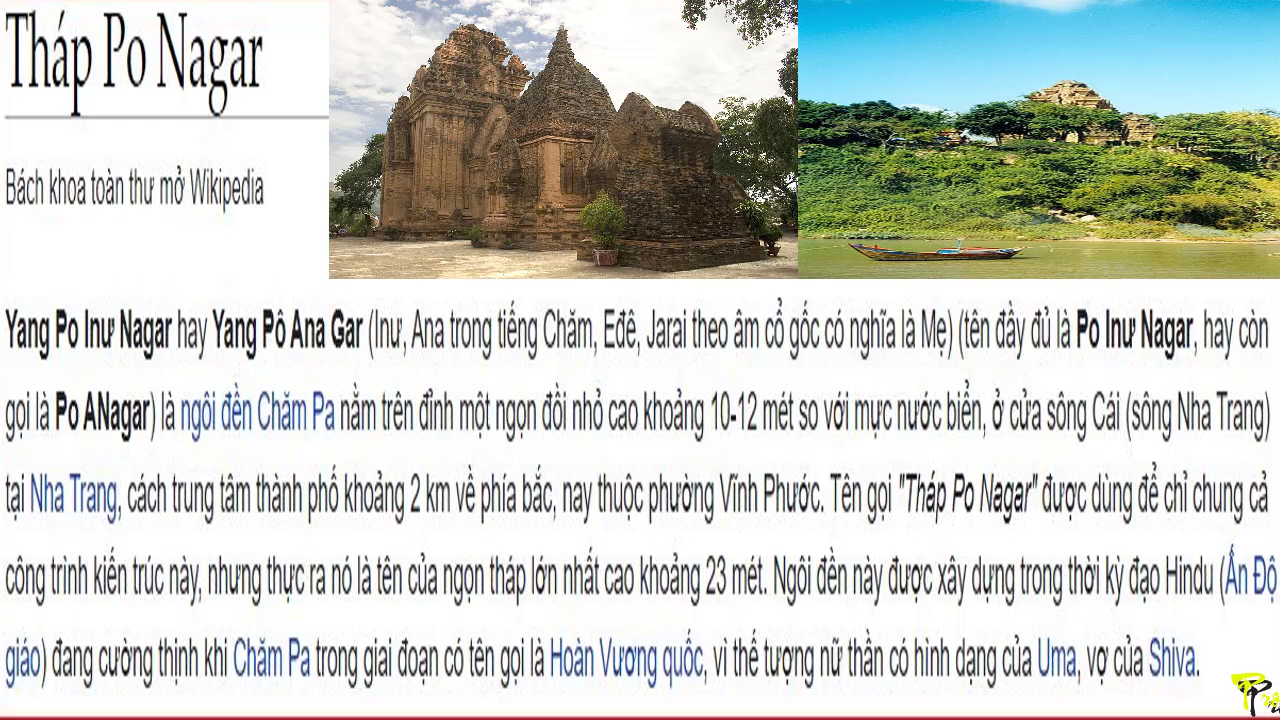 Tháp Po Nagar
Bách khoa toàn thư mở Wikipedia
Yang Po Inư Nagar hay Yang Pô Ana Gar (Inư, Ana trong tiếng Chăm, Eđê, Jarai theo âm cổ gốc có nghĩa là Mẹ) (tên đầy đủ là Po Inư Nagar, hay còn
gọi là Po ANagar) là ngôi đền Chăm Pa nằm trên đỉnh một ngọn đồi nhỏ cao khoảng 10-12 mét so với mực nước biển, ở cửa sông Cái (sông Nha Trang)
tại Nha Trang, cách trung tâm thành phố khoảng 2 km về phía bắc, nay thuộc phường Vĩnh Phước. Tên gọi "Tháp Po Nagar" được dùng để chỉ chung cả
công trình kiến trúc này, nhưng thực ra nó là tên của ngọn tháp lớn nhất cao khoảng 23 mét. Ngôi đền này được xây dựng trong thời kỳ đạo Hindu (Ấn Độ
giáo) đang cường thịnh khi Chăm Pa trong giai đoạn có tên gọi là Hoàn Vương quốc, vì thế tượng nữ thần có hình dạng của Uma, vợ của Shiva.